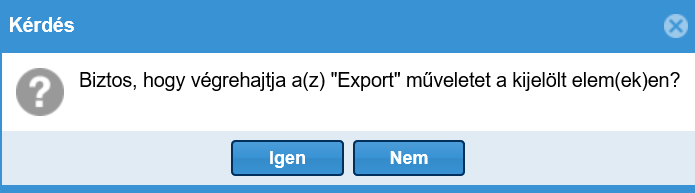 Kérdés
Biztos, hogy végrehajtja a(z) "Export" műveletet a kijelölt elem(ek)en?
Igen
Nem